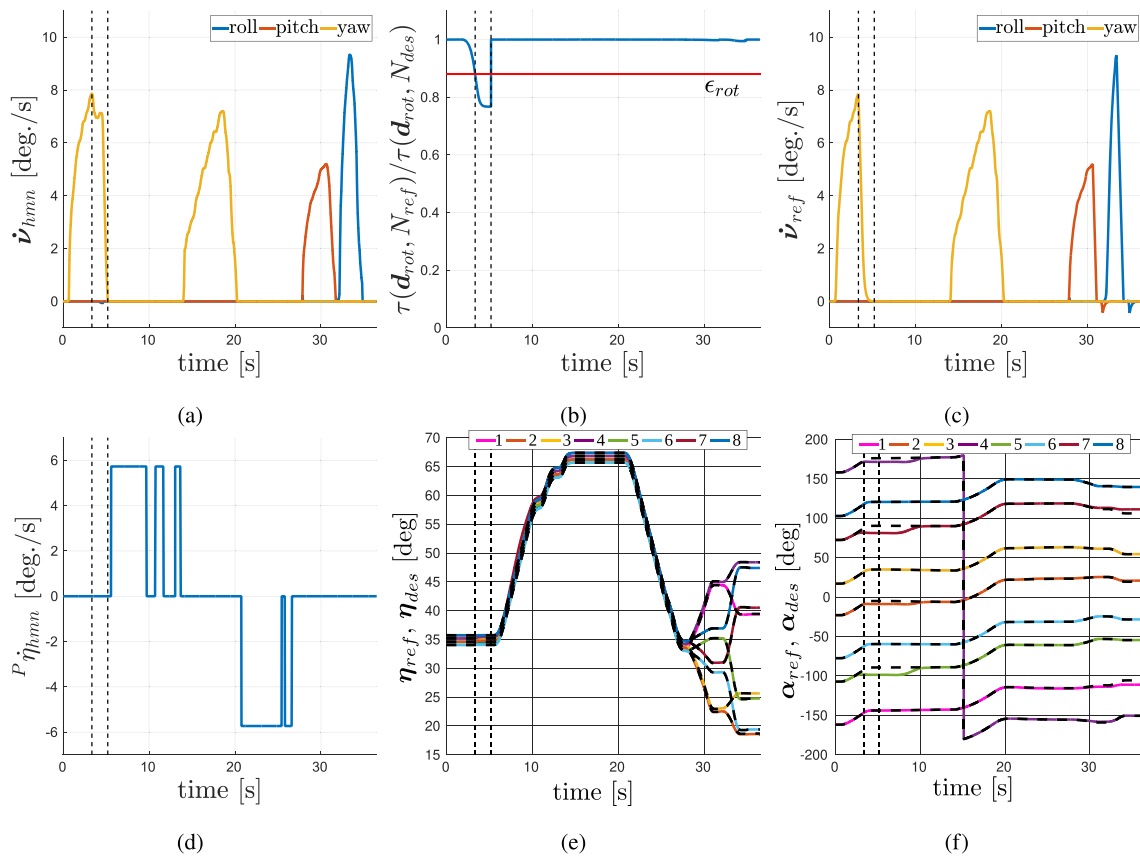 roll pitch yaw
10
8
6
4
2
0
0 10 20 30
ν̇_hmn [deg./s]
time [s]
(a)
1
0.8
0.6
0.4
0.2
0
0 10 20 30
τ(d_rot, N_ref)/τ(d_rot, N_des)
ϵ_rot
time [s]
(b)
roll pitch yaw
10
8
6
4
2
0
0 10 20 30
ν̇_ref [deg./s]
time [s]
(c)
6
4
2
0
-2
-4
-6
0 10 20 30
^Pη̇_hmn [deg./s]
time [s]
(d)
1 2 3 4 5 6 7 8
70
65
60
55
50
45
40
35
30
25
20
15
0 10 20 30
η_ref, η_des [deg]
time [s]
(e)
1 2 3 4 5 6 7 8
200
150
100
50
0
-50
-100
-150
-200
0 10 20 30
α_ref, α_des [deg]
time [s]
(f)